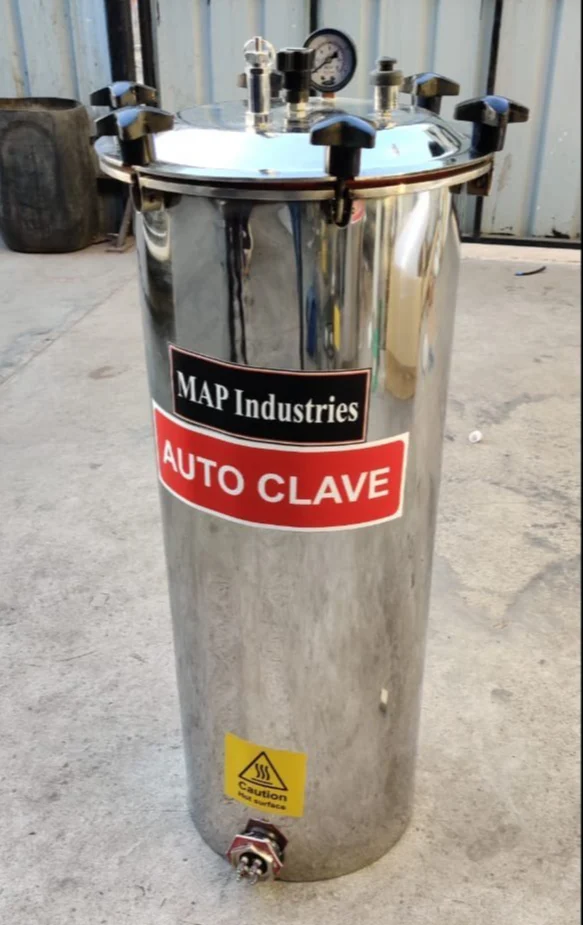 MAP Industries
AUTO CLAVE
Caution
Hot surface